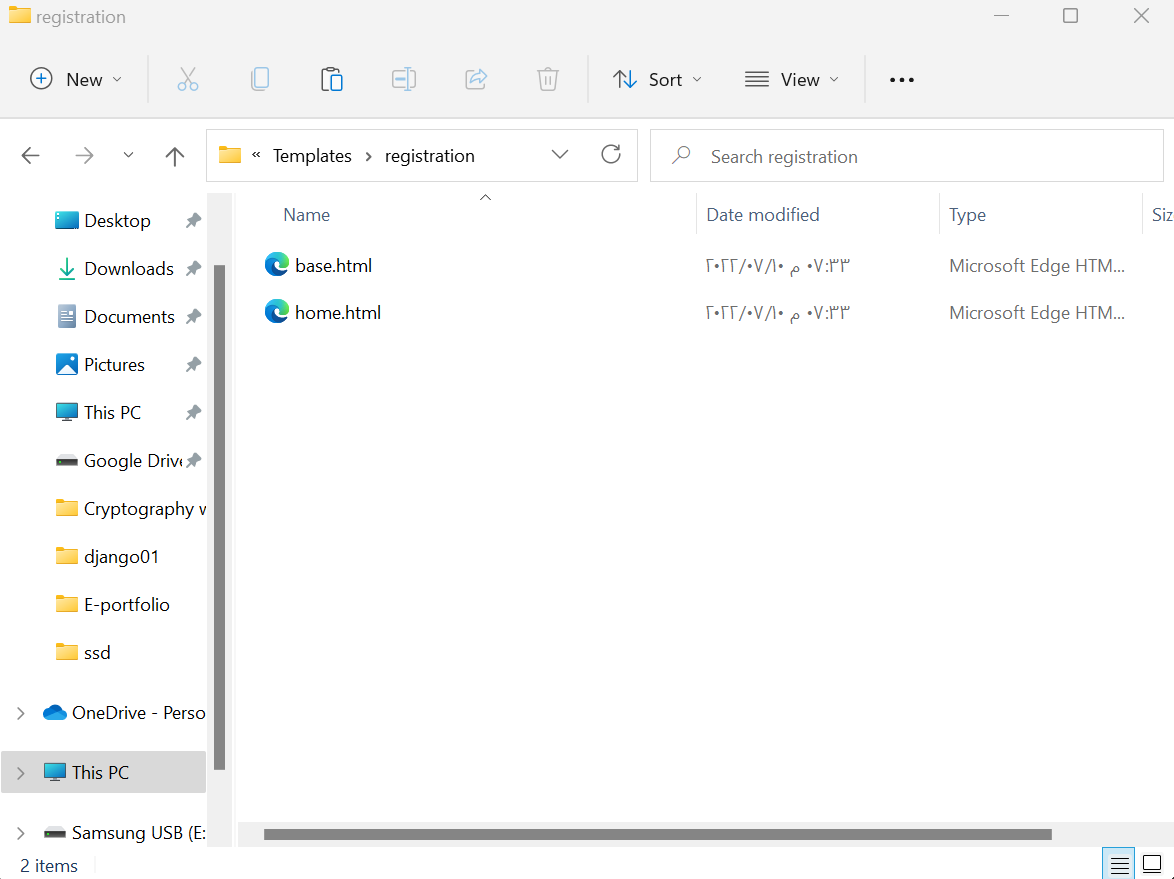 registration
New
Sort
View
« Templates > registration
Search registration
Name
Date modified
Type
Siz
base.html
٢٠٢٢/٠٧/١٠ م ٠٧:٣٣
Microsoft Edge HTM...
home.html
٢٠٢٢/٠٧/١٠ م ٠٧:٣٣
Microsoft Edge HTM...
Desktop
Downloads
Documents
Pictures
This PC
Google Drive
Cryptography w
django01
E-portfolio
ssd
OneDrive - Perso
This PC
Samsung USB (E:
2 items